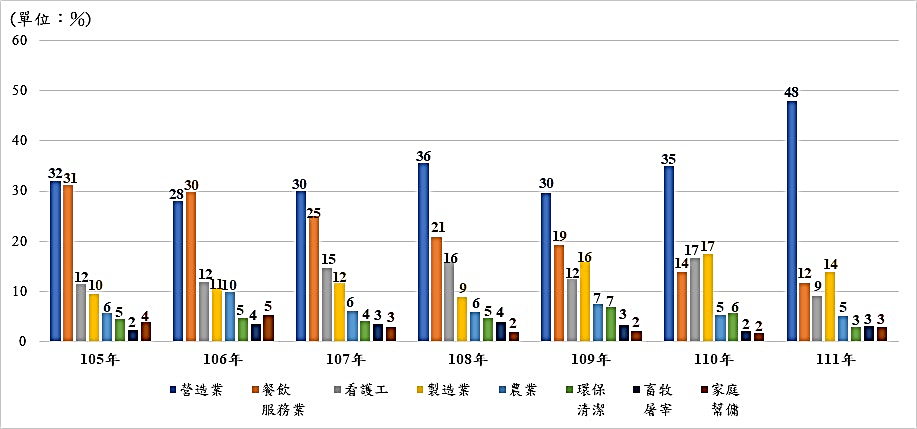 (單位：%)
60
50
40
30
20
10
0
32 31 12 10 6 5 2 4
28 30 12 11 10 5 4 5
30 25 15 12 6 4 3 3
36 21 16 9 6 5 4 2
30 19 12 16 7 7 3 2
35 14 17 17 5 6 2 2
48 12 9 14 5 3 3 3
105年 106年 107年 108年 109年 110年 111年
營造業 餐飲 看護工 製造業 農業 環保 畜牧 家庭
服務業 清潔 屠宰 幫傭